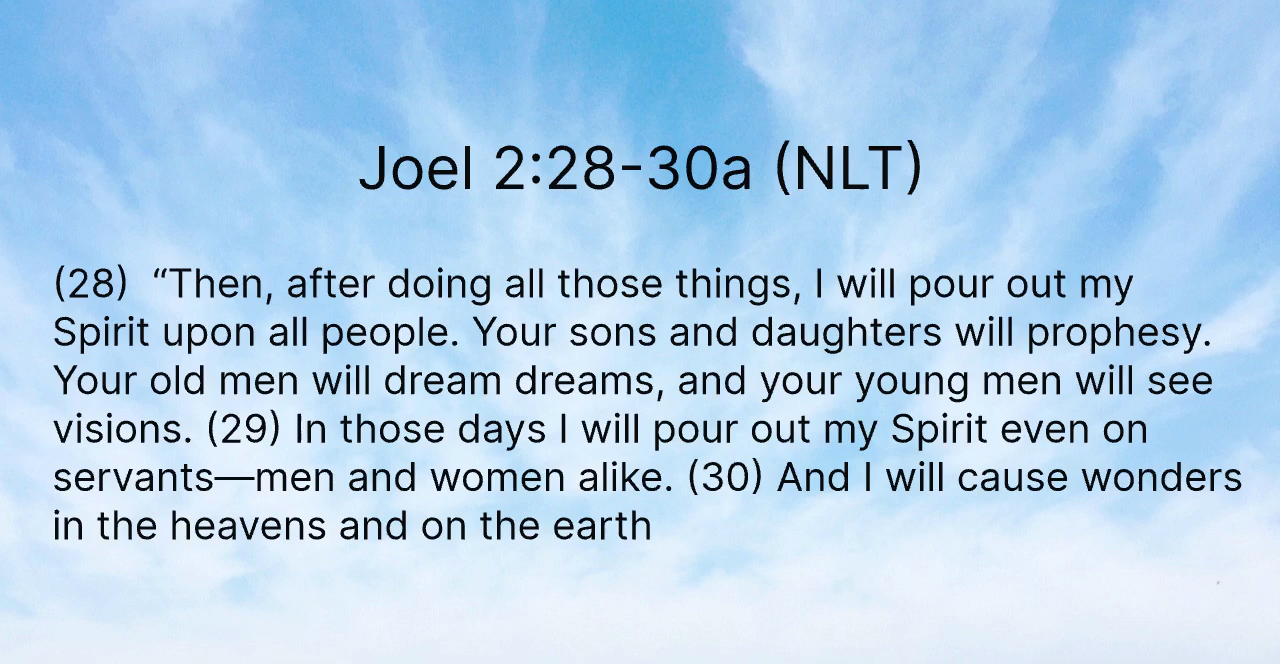 Joel 2:28-30a (NLT)
(28)  “Then, after doing all those things, I will pour out my
Spirit upon all people. Your sons and daughters will prophesy.
Your old men will dream dreams, and your young men will see
visions. (29) In those days I will pour out my Spirit even on
servants—men and women alike. (30) And I will cause wonders
in the heavens and on the earth